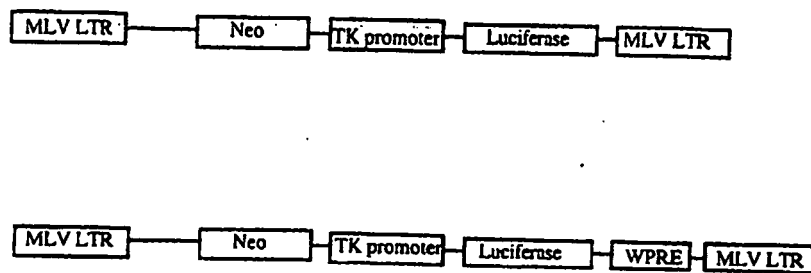 MLV LTR Neo TK promoter Luciferase MLV LTR
MLV LTR Neo TK promoter Luciferase WPRE MLV LTR